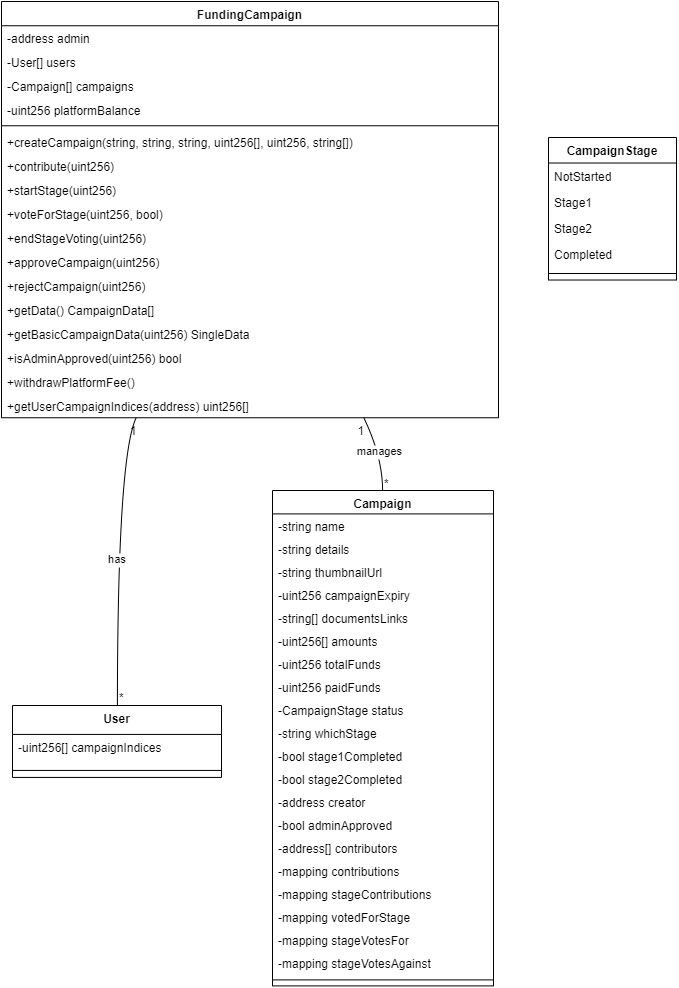 FundingCampaign
-address admin
-User[] users
-Campaign[] campaigns
-uint256 platformBalance
+createCampaign(string, string, string, uint256[], uint256, string[])
+contribute(uint256)
+startStage(uint256)
+voteForStage(uint256, bool)
+endStageVoting(uint256)
+approveCampaign(uint256)
+rejectCampaign(uint256)
+getData() CampaignData[]
+getBasicCampaignData(uint256) SingleData
+isAdminApproved(uint256) bool
+withdrawPlatformFee()
+getUserCampaignIndices(address) uint256[]
CampaignStage
NotStarted
Stage1
Stage2
Completed
1
1
manages
*
has
*
User
-uint256[] campaignIndices
Campaign
-string name
-string details
-string thumbnailUrl
-uint256 campaignExpiry
-string[] documentsLinks
-uint256[] amounts
-uint256 totalFunds
-uint256 paidFunds
-CampaignStage status
-string whichStage
-bool stage1Completed
-bool stage2Completed
-address creator
-bool adminApproved
-address[] contributors
-mapping contributions
-mapping stageContributions
-mapping votedForStage
-mapping stageVotesFor
-mapping stageVotesAgainst